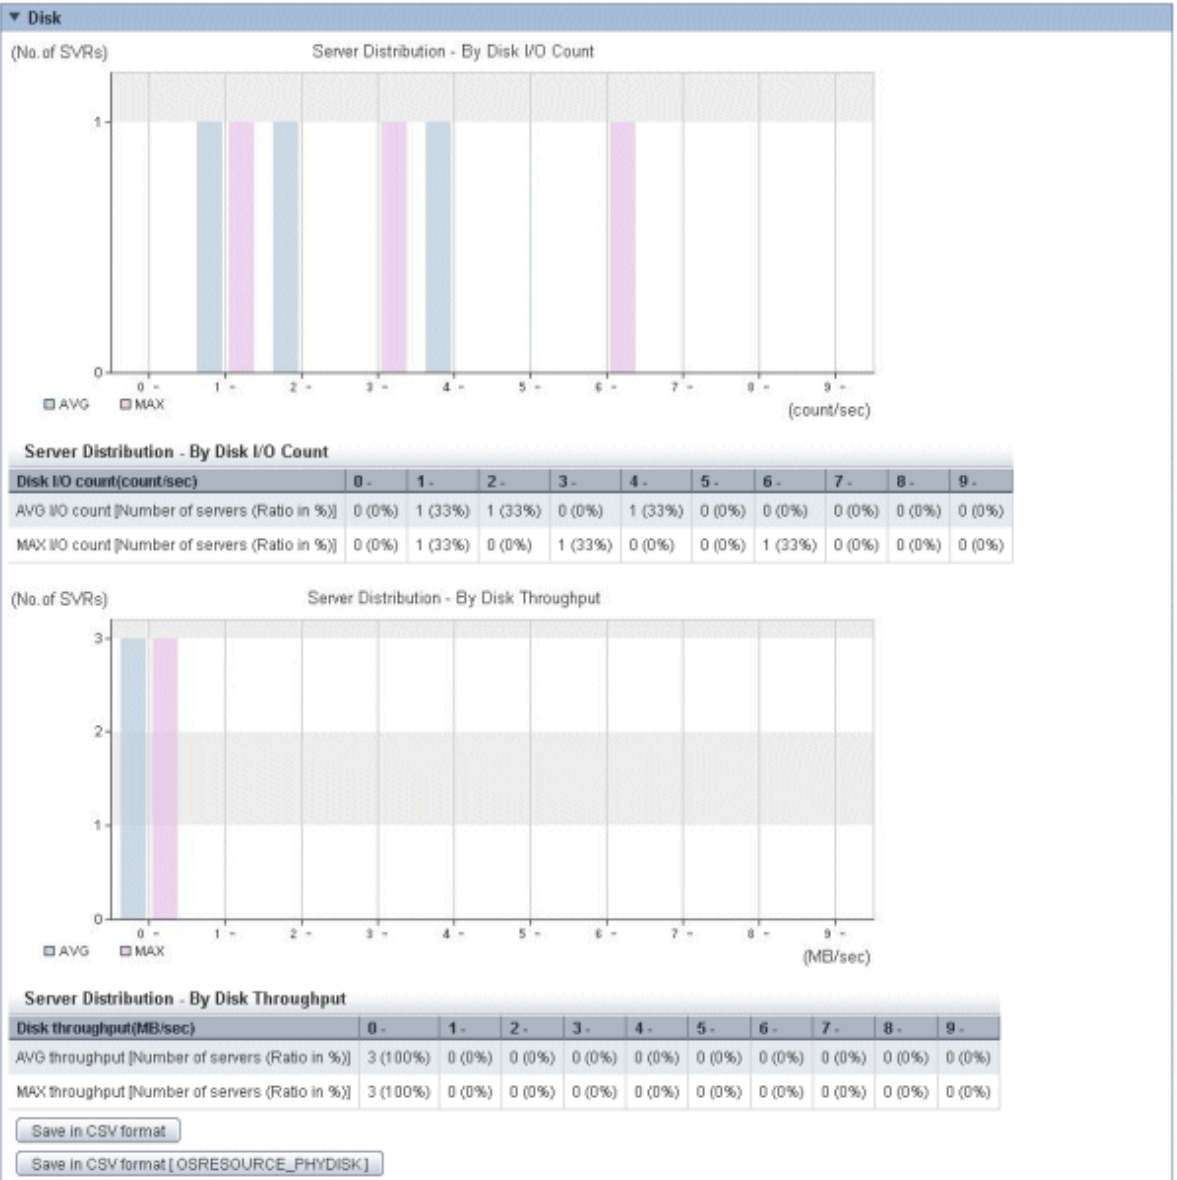 ▼ Disk
(No. of SVRs) Server Distribution - By Disk I/O Count
1
0
0 - 1 - 2 - 3 - 4 - 5 - 6 - 7 - 8 - 9 -
AVG MAX (count/sec)
Server Distribution - By Disk I/O Count
Disk I/O count(count/sec) 0 - 1 - 2 - 3 - 4 - 5 - 6 - 7 - 8 - 9 -
AVG I/O count [Number of servers (Ratio in %)] 0 (0%) 1 (33%) 1 (33%) 0 (0%) 1 (33%) 0 (0%) 0 (0%) 0 (0%) 0 (0%) 0 (0%)
MAX I/O count [Number of servers (Ratio in %)] 0 (0%) 1 (33%) 0 (0%) 1 (33%) 0 (0%) 0 (0%) 1 (33%) 0 (0%) 0 (0%) 0 (0%)
(No. of SVRs) Server Distribution - By Disk Throughput
3
2
1
0
0 - 1 - 2 - 3 - 4 - 5 - 6 - 7 - 8 - 9 -
AVG MAX (MB/sec)
Server Distribution - By Disk Throughput
Disk throughput(MB/sec) 0 - 1 - 2 - 3 - 4 - 5 - 6 - 7 - 8 - 9 -
AVG throughput [Number of servers (Ratio in %)] 3 (100%) 0 (0%) 0 (0%) 0 (0%) 0 (0%) 0 (0%) 0 (0%) 0 (0%) 0 (0%) 0 (0%)
MAX throughput [Number of servers (Ratio in %)] 3 (100%) 0 (0%) 0 (0%) 0 (0%) 0 (0%) 0 (0%) 0 (0%) 0 (0%) 0 (0%) 0 (0%)
Save in CSV format
Save in CSV format [ OSRESOURCE_PHYDISK ]